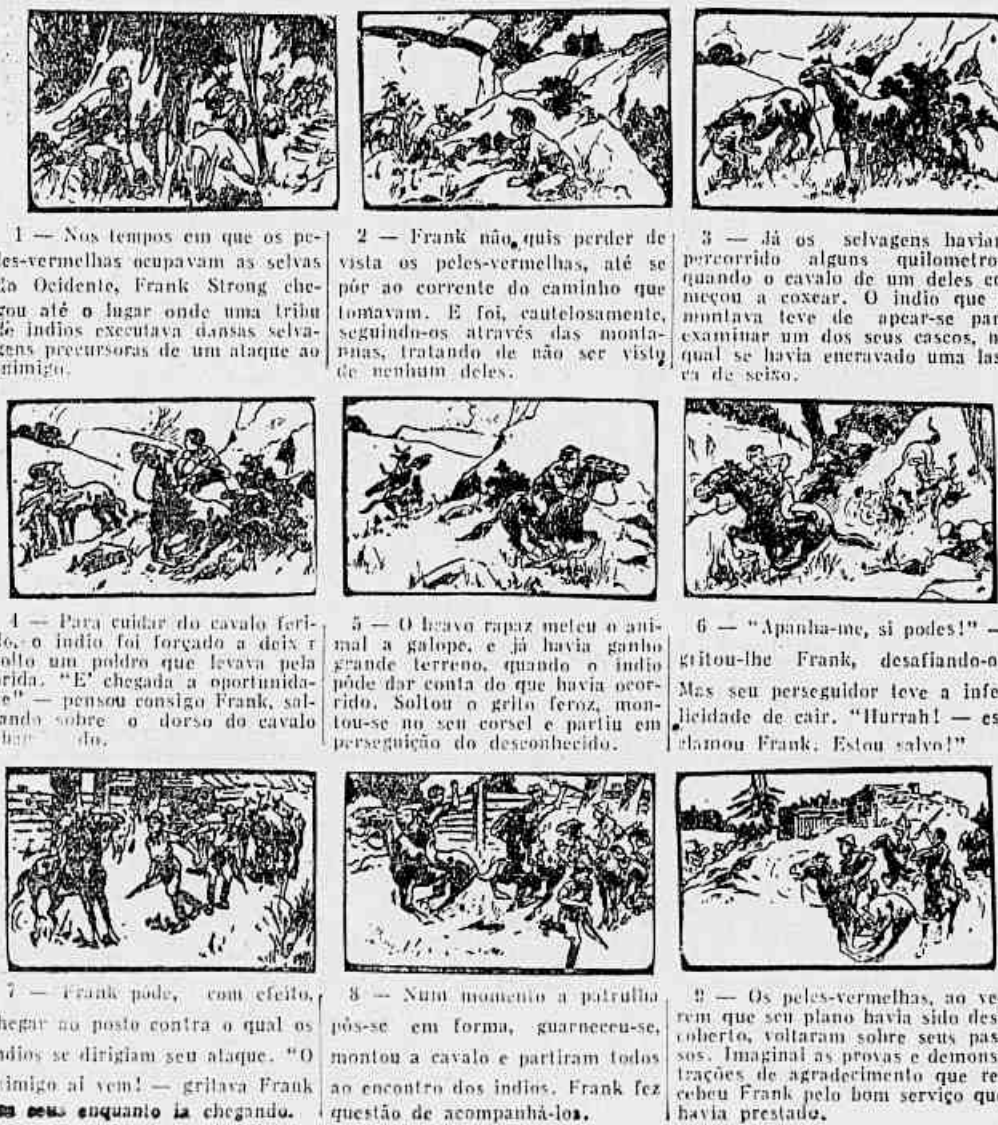 1 — Nos tempos em que os pe-
les-vermelhas ocupavam as selvas
do Ocidente, Frank Strong che-
gou até o lugar onde uma tribu
de indios executava dansas selva-
gens precursoras de um ataque ao
inimigo.
2 — Frank não quis perder de
vista os peles-vermelhas, até se
pôr ao corrente do caminho que
tomavam. E foi, cautelosamente,
seguindo-os através das monta-
nhas, tratando de não ser visto
de nenhum deles.
3 — Já os selvagens haviam
percorrido alguns quilometro
quando o cavalo de um deles co
meçou a coxear. O indio que
montava teve de apear-se par
examinar um dos seus cascos, n
qual se havia encravado uma las
ca de seixo.
4 — Para cuidar do cavalo feri-
do, o indio foi forçado a deix r
solto um poldro que levava pela
brida. "E' chegada a oportunida-
de" — pensou consigo Frank, sal-
tando sobre o dorso do cavalo
do.
5 — O bravo rapaz meteu o ani-
mal a galope, e já havia ganho
grande terreno, quando o indio
pôde dar conta do que havia ocor-
rido. Soltou o grito feroz, mon-
tou-se no seu corsel e partiu em
perseguição do desconhecido.
6 — "Apanha-me, si podes!" —
gritou-lhe Frank, desafiando-o
Mas seu perseguidor teve a infe
licidade de cair. "Hurrah! — es
clamou Frank. Estou salvo!"
7 — Frank pôde, com efeito,
chegar ao posto contra o qual os
indios se dirigiam seu ataque. "O
inimigo ai vem! — gritava Frank
aos seus enquanto ia chegando.
8 — Num momento a patrulha
pôs-se em forma, guarneceu-se,
montou a cavalo e partiram todos
ao encontro dos indios. Frank fez
questão de acompanhá-los.
9 — Os peles-vermelhas, ao ve-
rem que seu plano havia sido des
coberto, voltaram sobre seus pas
sos. Imaginai as provas e demons
trações de agradecimento que re
cebeu Frank pelo bom serviço que
havia prestado.